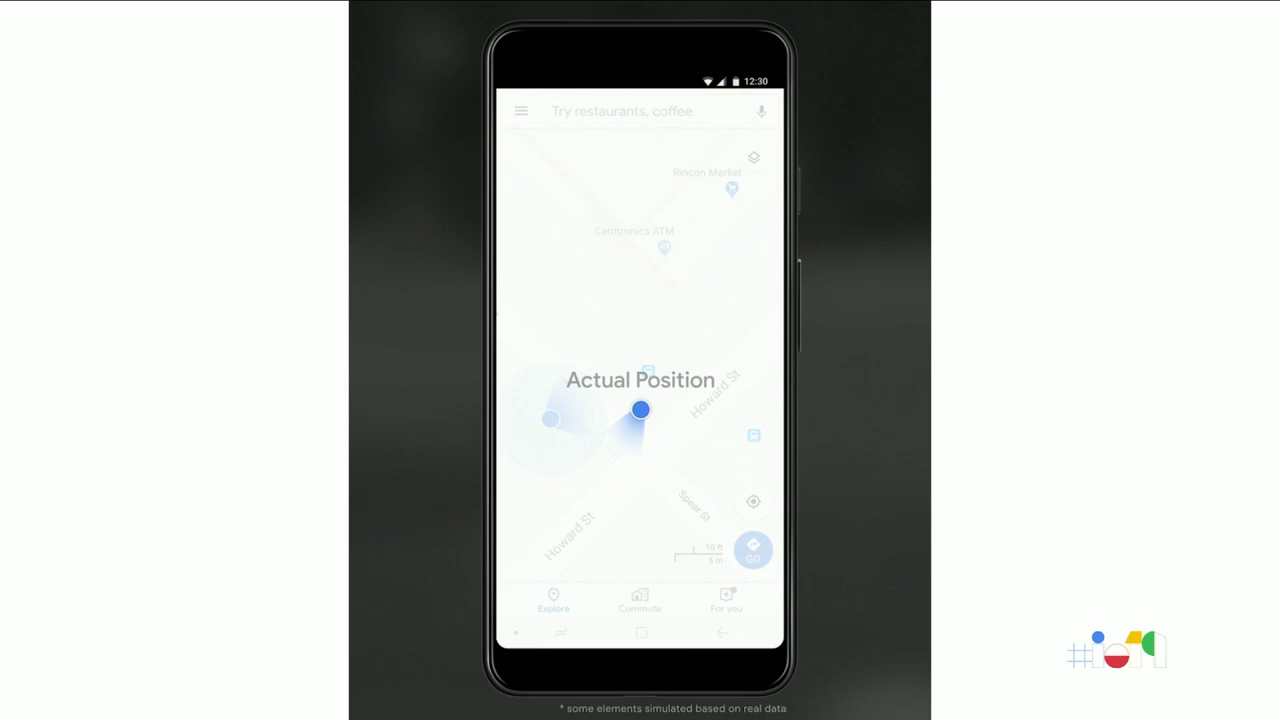 12:30
Try restaurants, coffee
Rincon Market
Cardtronics ATM
Actual Position
Howard St
Spear St
Howard St
10 ft
5 m
GO
Explore
Commute
For you
#io19
* some elements simulated based on real data